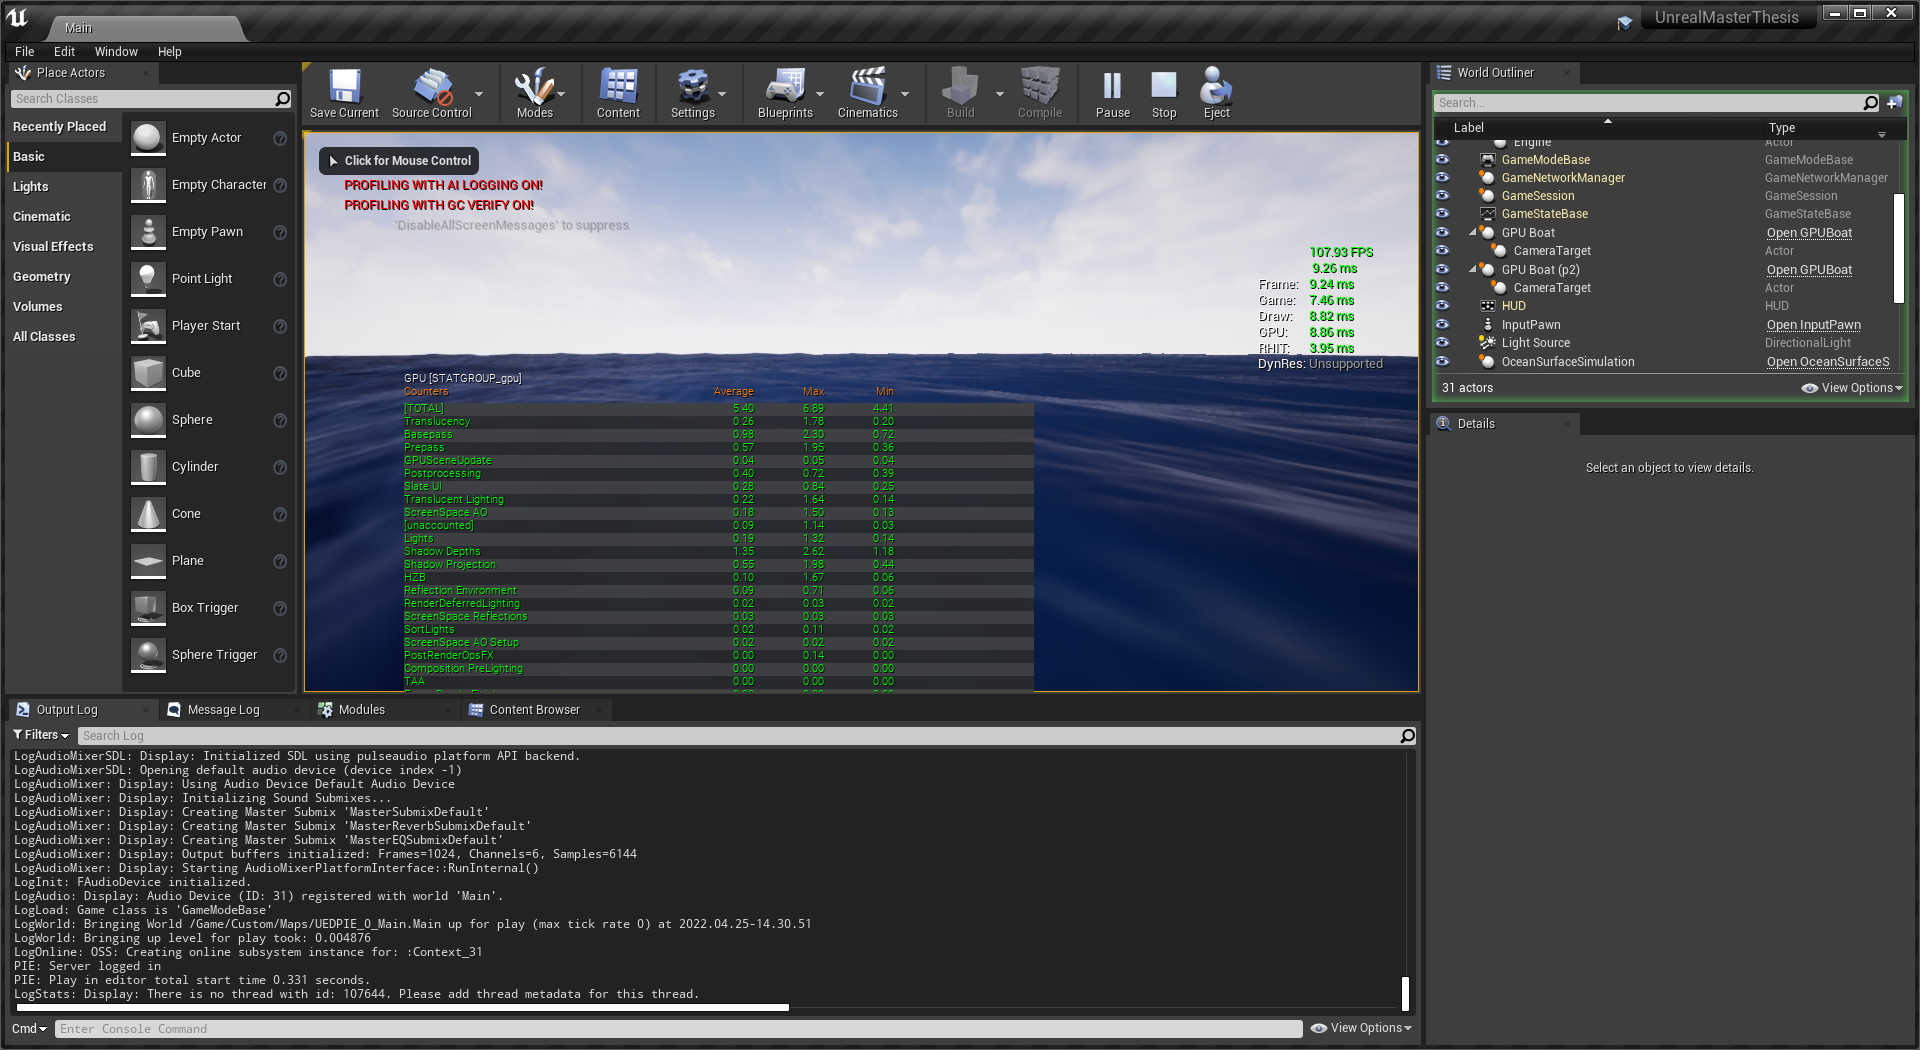 Main
UnrealMasterThesis
File Edit Window Help
Place Actors
Search Classes
Recently Placed
Basic
Lights
Cinematic
Visual Effects
Geometry
Volumes
All Classes
Empty Actor
Empty Character
Empty Pawn
Point Light
Player Start
Cube
Sphere
Cylinder
Cone
Plane
Box Trigger
Sphere Trigger
Save Current Source Control Modes Content Settings Blueprints Cinematics Build Compile Pause Stop Eject
Click for Mouse Control
PROFILING WITH AI LOGGING ON!
PROFILING WITH GC VERIFY ON!
'DisableAllScreenMessages' to suppress
107.93 FPS
9.26 ms
Frame: 9.24 ms
Game: 7.46 ms
Draw: 8.82 ms
GPU: 8.86 ms
RHIT: 3.95 ms
DynRes: Unsupported
GPU [STATGROUP_gpu]
Counters Average Max Min
[TOTAL] 5.40 6.89 4.41
Translucency 0.26 1.78 0.20
Basepass 0.98 2.30 0.72
Prepass 0.57 1.95 0.36
GPUSceneUpdate 0.04 0.05 0.04
Postprocessing 0.40 0.72 0.39
Slate UI 0.28 0.84 0.25
Translucent Lighting 0.22 1.64 0.14
ScreenSpace AO 0.18 1.50 0.13
[unaccounted] 0.09 1.14 0.03
Lights 0.19 1.32 0.14
Shadow Depths 1.35 2.62 1.18
Shadow Projection 0.55 1.98 0.44
HZB 0.10 1.67 0.06
Reflection Environment 0.09 0.71 0.06
RenderDeferredLighting 0.02 0.03 0.02
ScreenSpace Reflections 0.03 0.03 0.03
SortLights 0.02 0.11 0.02
ScreenSpace AO Setup 0.02 0.02 0.02
PostRenderOpsFX 0.00 0.14 0.00
Composition PreLighting 0.00 0.00 0.00
TAA 0.00 0.00 0.00
World Outliner
Search...
Label Type
Engine Actor
GameModeBase GameModeBase
GameNetworkManager GameNetworkManager
GameSession GameSession
GameStateBase GameStateBase
GPU Boat Open GPUBoat
CameraTarget Actor
GPU Boat (p2) Open GPUBoat
CameraTarget Actor
HUD HUD
InputPawn Open InputPawn
Light Source DirectionalLight
OceanSurfaceSimulation Open OceanSurfaceS
31 actors View Options
Details
Select an object to view details.
Output Log Message Log Modules Content Browser
Filters Search Log
LogAudioMixerSDL: Display: Initialized SDL using pulseaudio platform API backend.
LogAudioMixerSDL: Opening default audio device (device index -1)
LogAudioMixer: Display: Using Audio Device Default Audio Device
LogAudioMixer: Display: Initializing Sound Submixes...
LogAudioMixer: Display: Creating Master Submix 'MasterSubmixDefault'
LogAudioMixer: Display: Creating Master Submix 'MasterReverbSubmixDefault'
LogAudioMixer: Display: Creating Master Submix 'MasterEQSubmixDefault'
LogAudioMixer: Display: Output buffers initialized: Frames=1024, Channels=6, Samples=6144
LogAudioMixer: Display: Starting AudioMixerPlatformInterface::RunInternal()
LogInit: FAudioDevice initialized.
LogAudio: Display: Audio Device (ID: 31) registered with world 'Main'.
LogLoad: Game class is 'GameModeBase'
LogWorld: Bringing World /Game/Custom/Maps/UEDPIE_0_Main.Main up for play (max tick rate 0) at 2022.04.25-14.30.51
LogWorld: Bringing up level for play took: 0.004876
LogOnline: OSS: Creating online subsystem instance for: :Context_31
PIE: Server logged in
PIE: Play in editor total start time 0.331 seconds.
LogStats: Display: There is no thread with id: 107644. Please add thread metadata for this thread.
Cmd Enter Console Command View Options